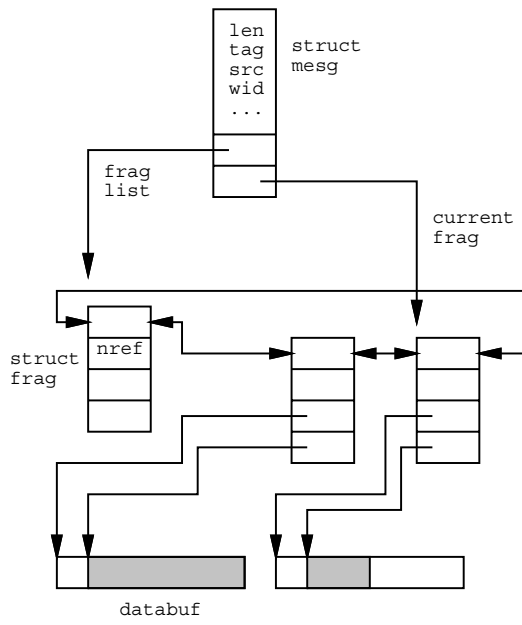 len
tag
src
wid
...
struct
mesg
frag
list
current
frag
struct
frag
nref
databuf